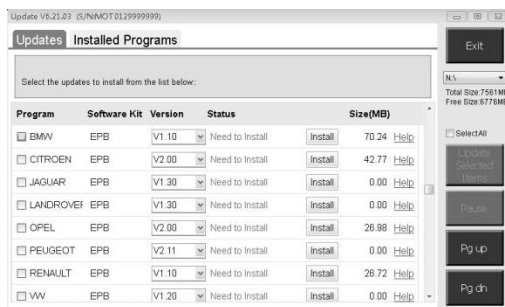 Update V6.21.03 (S/N:MOT0129999999)
Updates Installed Programs
Select the updates to install from the list below:
Program Software Kit Version Status Size(MB)
BMW EPB V1.10 Need to Install Install 70.24 Help
CITROEN EPB V2.00 Need to Install Install 42.77 Help
JAGUAR EPB V1.30 Need to Install Install 0.00 Help
LANDROVER EPB V1.30 Need to Install Install 0.00 Help
OPEL EPB V2.00 Need to Install Install 26.98 Help
PEUGEOT EPB V2.11 Need to Install Install 0.00 Help
RENAULT EPB V1.10 Need to Install Install 26.72 Help
VW EPB V1.20 Need to Install Install 0.00 Help
Exit
N:\
Total Size:7561MB
Free Size:6776MB
SelectAll
Update
Selected
Items
Pause
Pg up
Pg dn